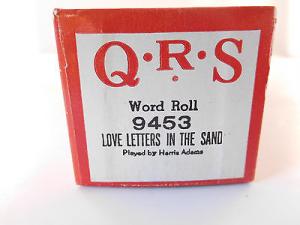 Q·R·S
Word Roll
9453
LOVE LETTERS IN THE SAND
Played by Harris Adams